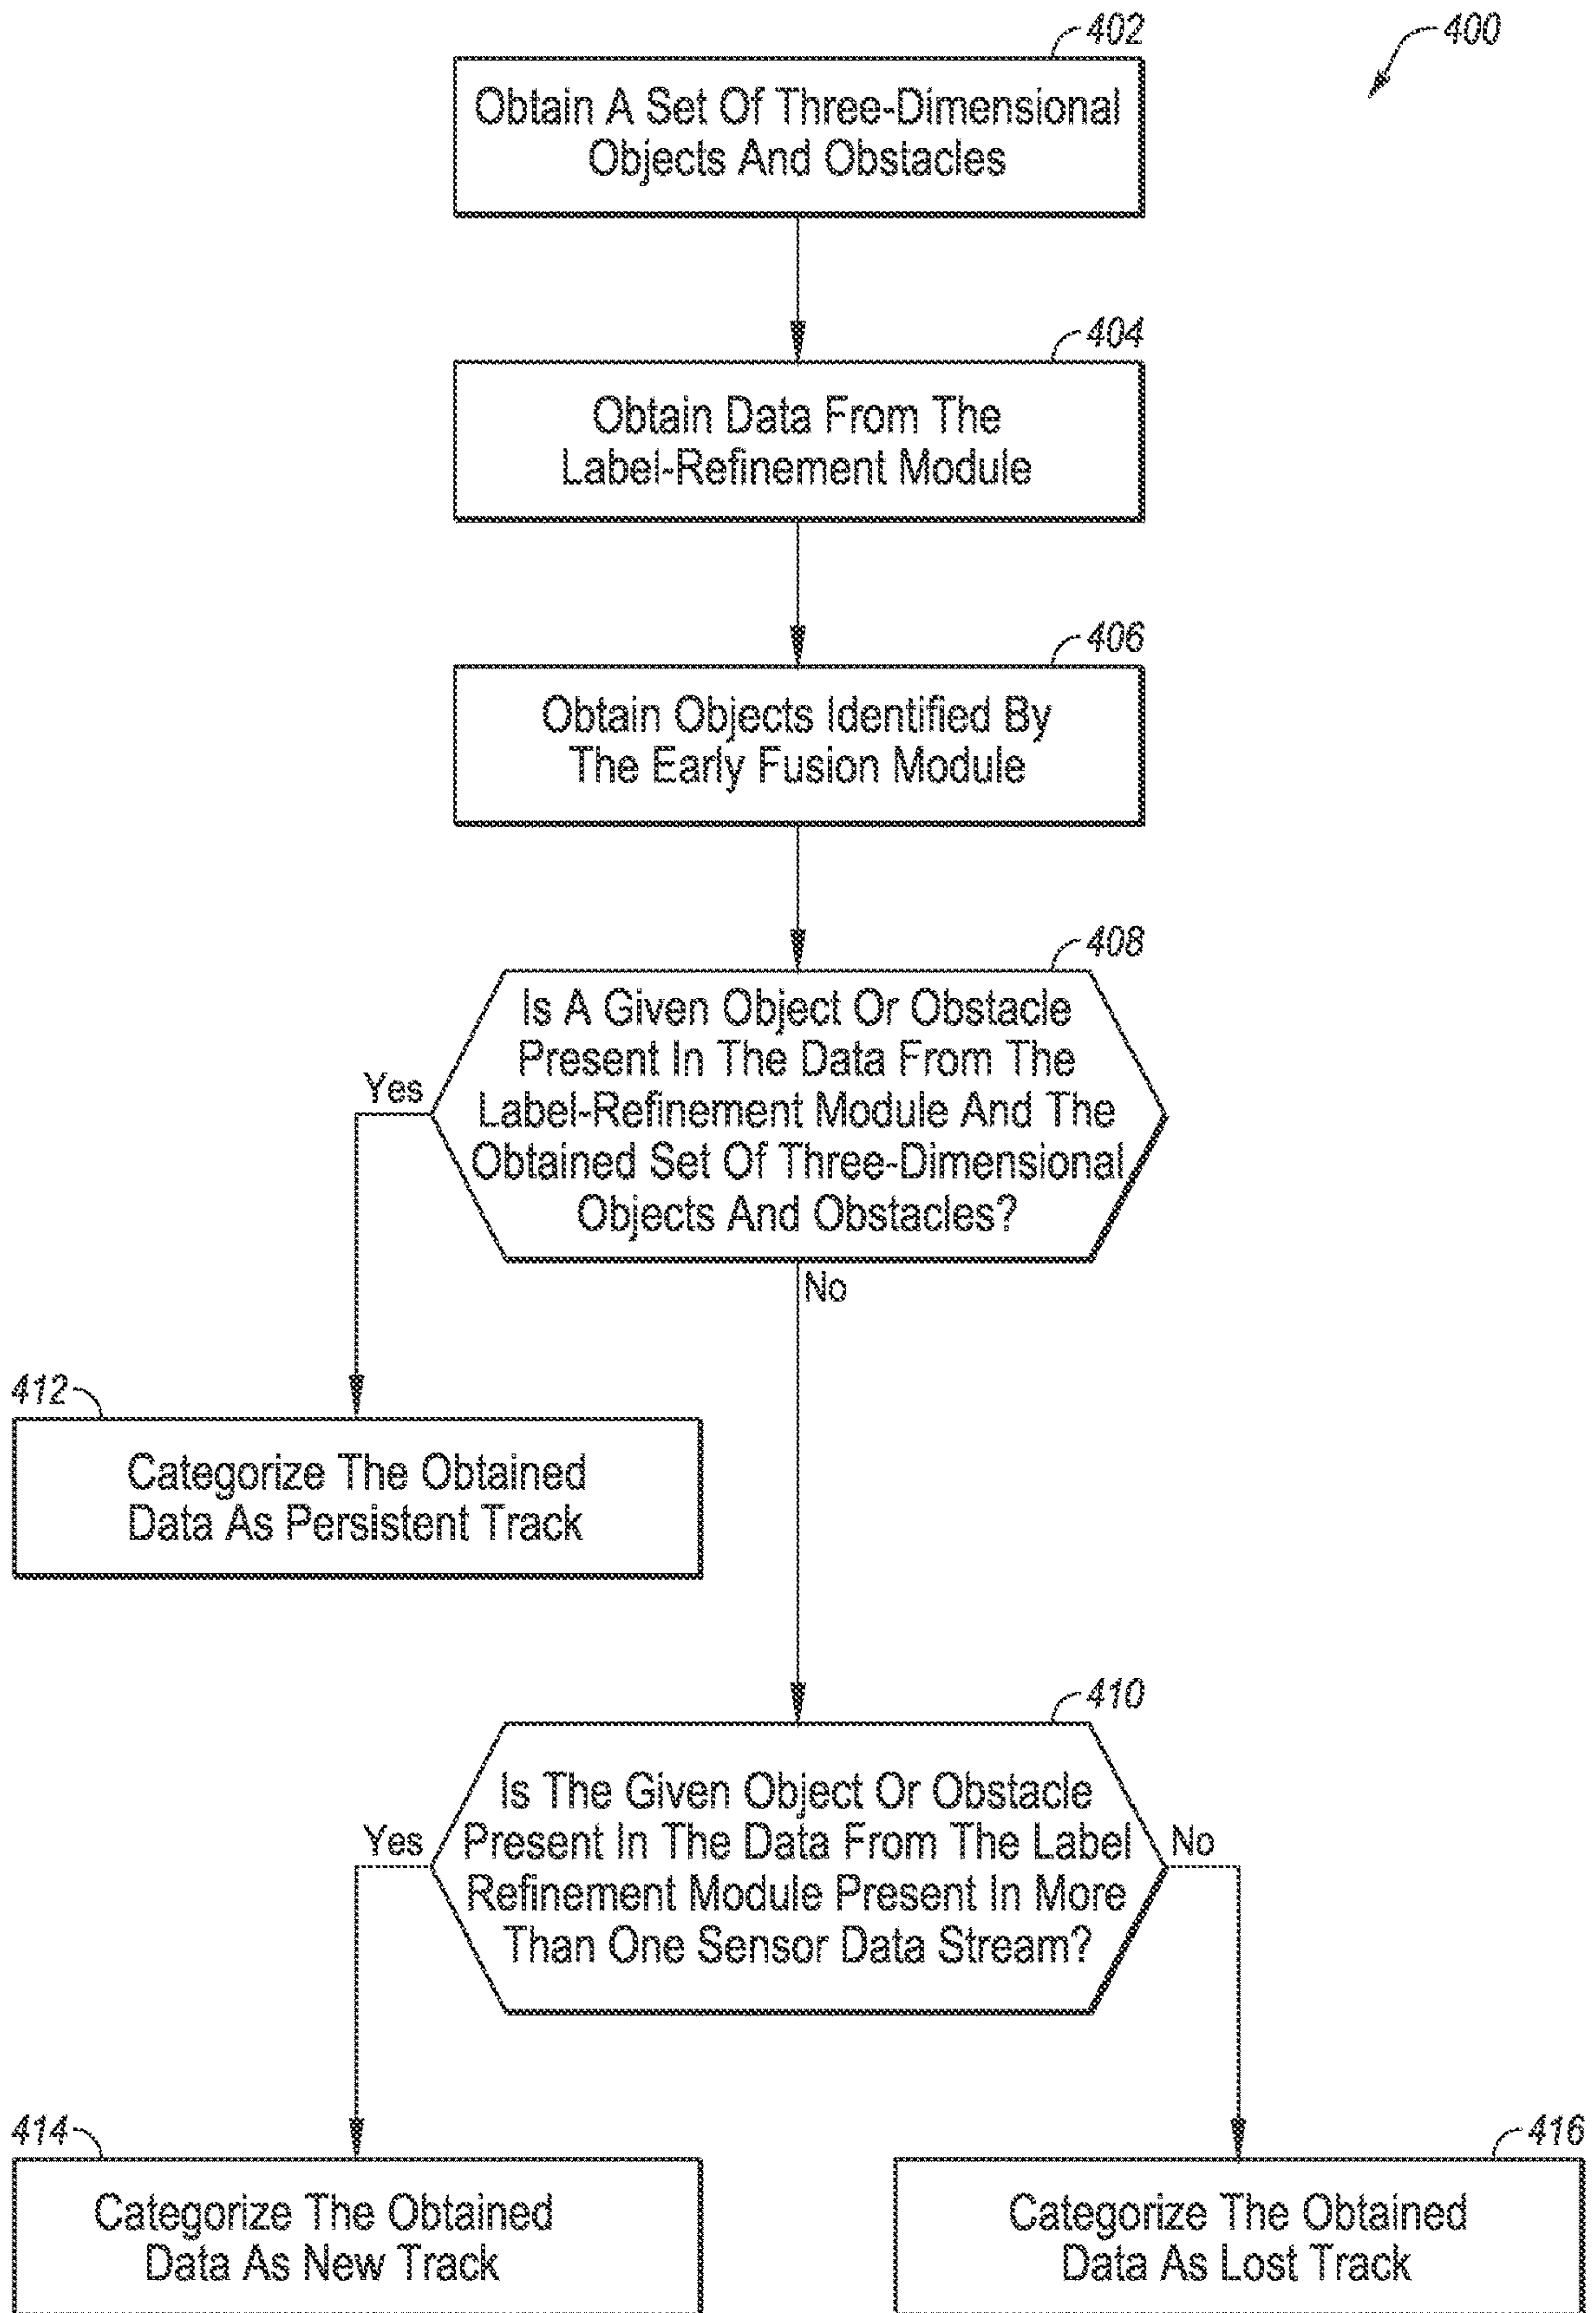 402
400
Obtain A Set Of Three-Dimensional
Objects And Obstacles
404
Obtain Data From The
Label-Refinement Module
406
Obtain Objects Identified By
The Early Fusion Module
408
Is A Given Object Or Obstacle
Present In The Data From The
Label-Refinement Module And The
Obtained Set Of Three-Dimensional
Objects And Obstacles?
Yes
No
412
Categorize The Obtained
Data As Persistent Track
410
Is The Given Object Or Obstacle
Present In The Data From The Label
Refinement Module Present In More
Than One Sensor Data Stream?
Yes
No
414
Categorize The Obtained
Data As New Track
416
Categorize The Obtained
Data As Lost Track